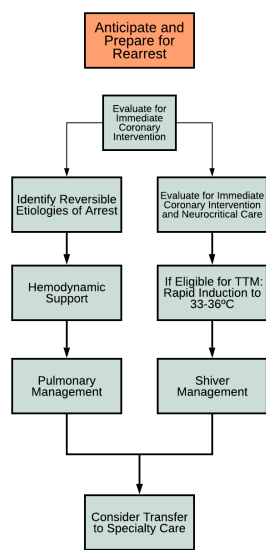 Anticipate and
Prepare for
Rearrest
Evaluate for
Immediate
Coronary
Intervention
Identify Reversible
Etiologies of Arrest
Evaluate for Immediate
Coronary Intervention
and Neurocritical Care
Hemodynamic
Support
If Eligible for TTM:
Rapid Induction to
33-36ºC
Pulmonary
Management
Shiver
Management
Consider Transfer
to Specialty Care